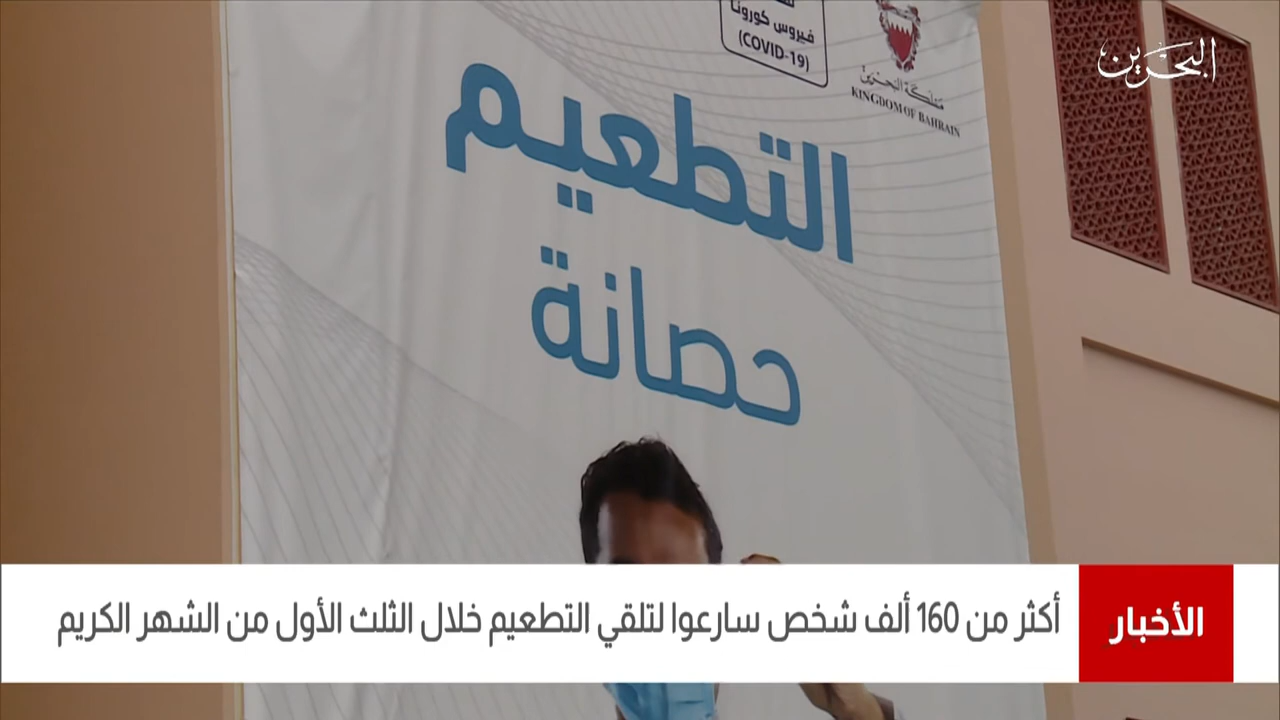 فيروس كورونا
(COVID-19)
مملكة البحرين
KINGDOM OF BAHRAIN
البحرين
التطعيم
حصانة
الأخبار
أكثر من 160 ألف شخص سارعوا لتلقي التطعيم خلال الثلث الأول من الشهر الكريم